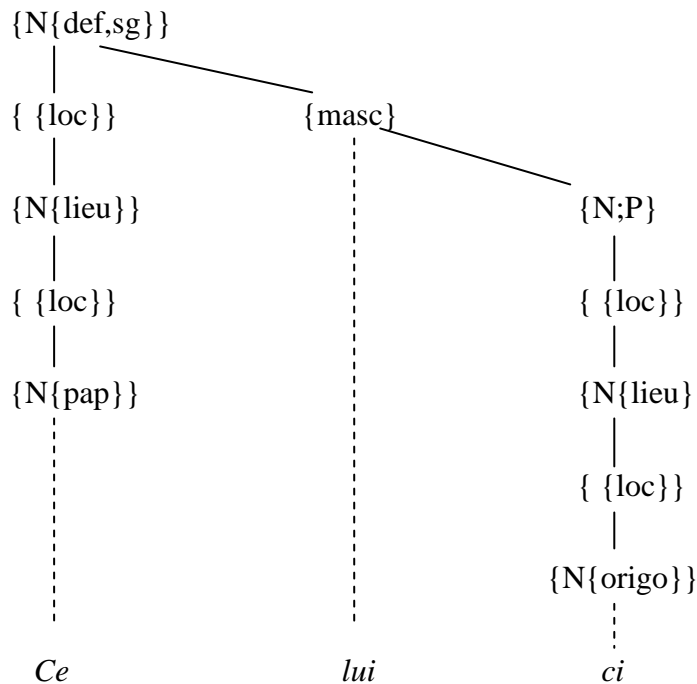 {N{def,sg}}
{ {loc}} {masc}
{N{lieu}} {N;P}
{ {loc}} { {loc}}
{N{pap}} {N{lieu}
{ {loc}}
{N{origo}}
Ce lui ci